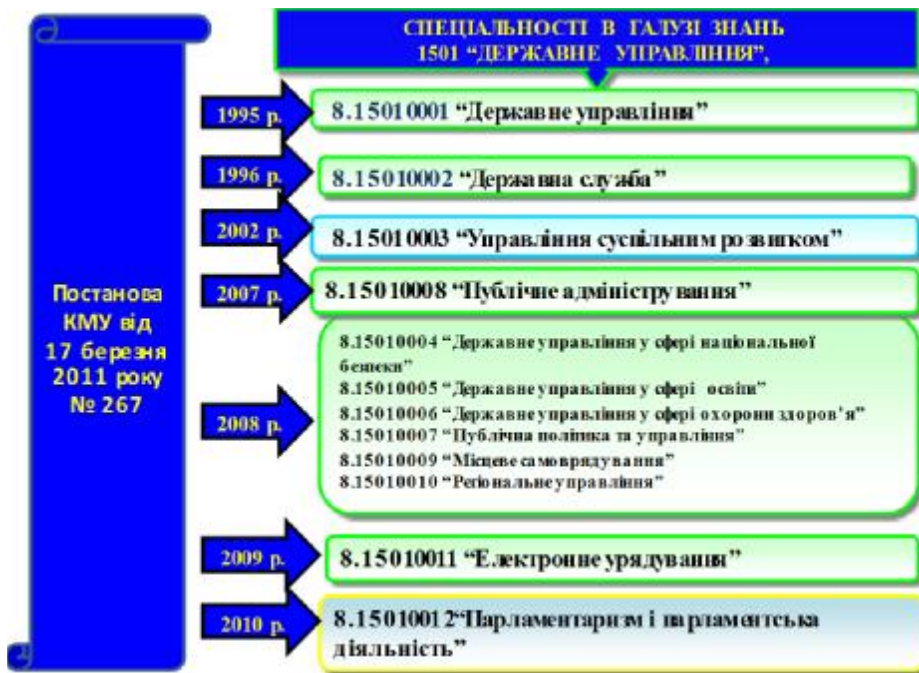 СПЕЦІАЛЬНОСТІ В ГАЛУЗІ ЗНАНЬ
1501 “ДЕРЖАВНЕ УПРАВЛІННЯ”,
Постанова
КМУ від
17 березня
2011 року
№ 267
1995 р.
8.15010001 “Державне управління”
1996 р.
8.15010002 “Державна служба”
2002 р.
8.15010003 “Управління суспільним розвитком”
2007 р.
8.15010008 “Публічне адміністрування”
2008 р.
8.15010004 “Державне управління у сфері національної
безпеки”
8.15010005 “Державне управління у сфері освіти”
8.15010006 “Державне управління у сфері охорони здоров’я”
8.15010007 “Публічна політика та управління”
8.15010009 “Місцеве самоврядування”
8.15010010 “Регіональне управління”
2009 р.
8.15010011 “Електронне урядування”
2010 р.
8.15010012“Парламентаризм і парламентська
діяльність”